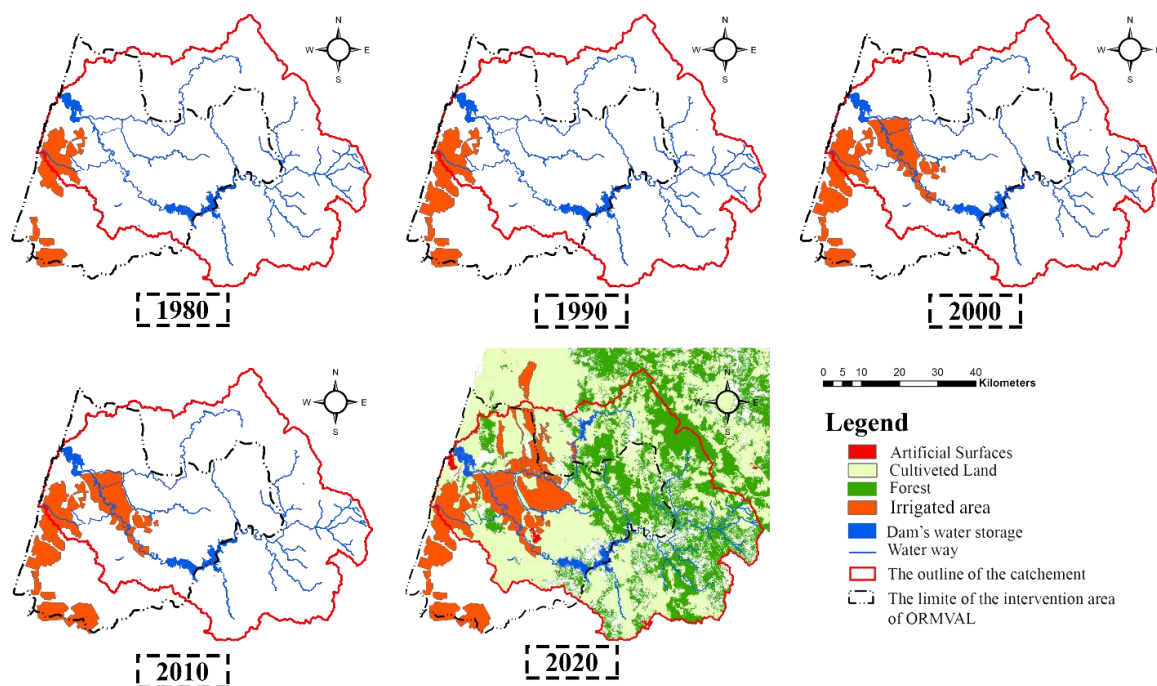 N
W E
S
N
W E
S
N
W E
S
1980
1990
2000
N
W E
S
N
W E
S
0 5 10 20 30 40
Kilometers
Legend
Artificial Surfaces
Cultiveted Land
Forest
Irrigated area
Dam's water storage
Water way
The outline of the catchement
The limite of the intervention area
of ORMVAL
2010
2020